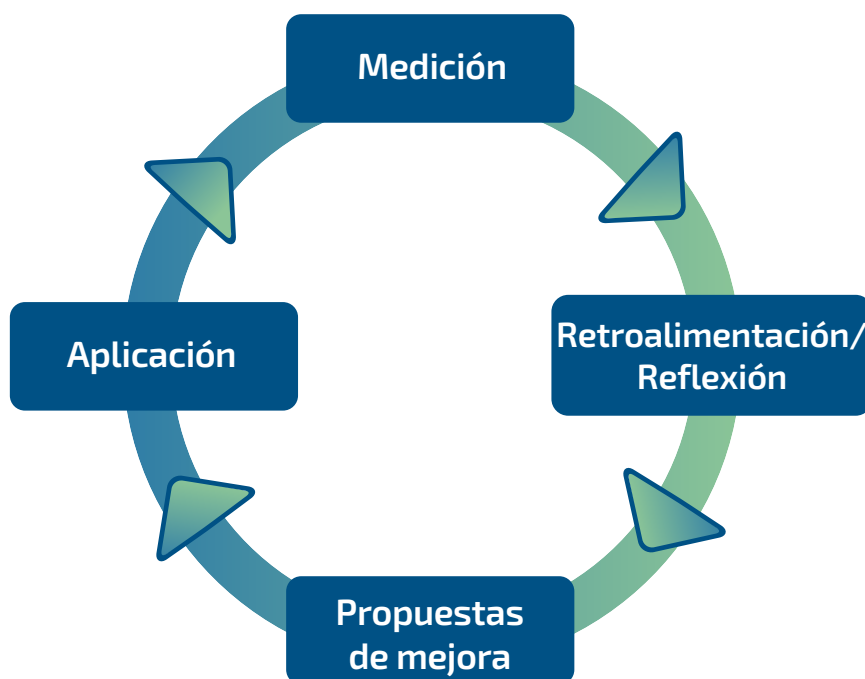 Medición
Retroalimentación/
Reflexión
Propuestas
de mejora
Aplicación